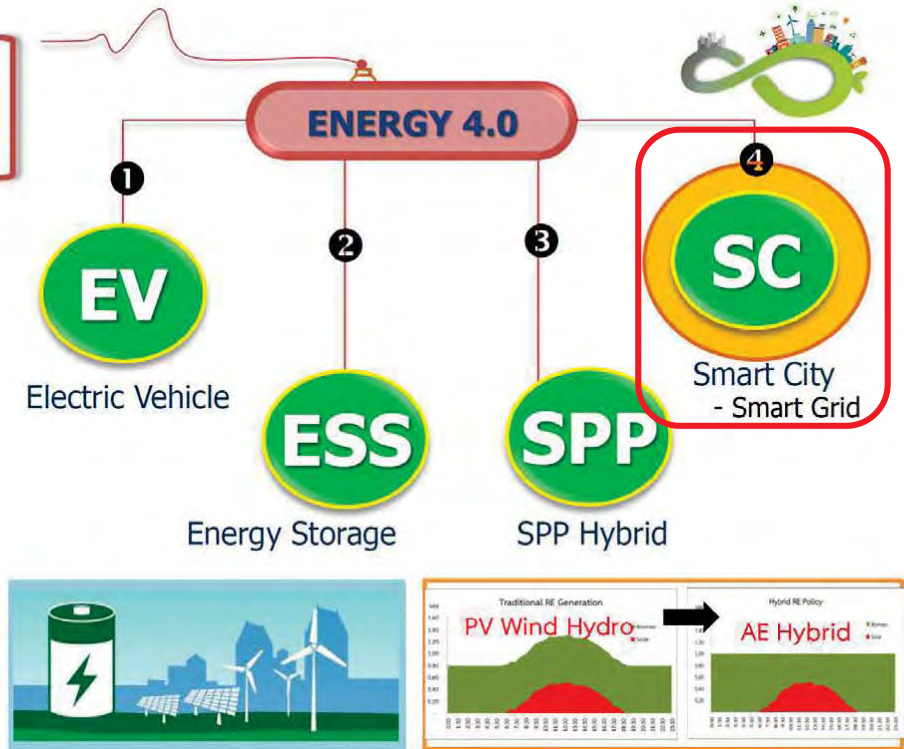 ENERGY 4.0
1
2
3
4
EV
Electric Vehicle
ESS
Energy Storage
SPP
SPP Hybrid
SC
Smart City
- Smart Grid
Traditional RE Generation
PV Wind Hydro
Hybrid RE Policy
AE Hybrid